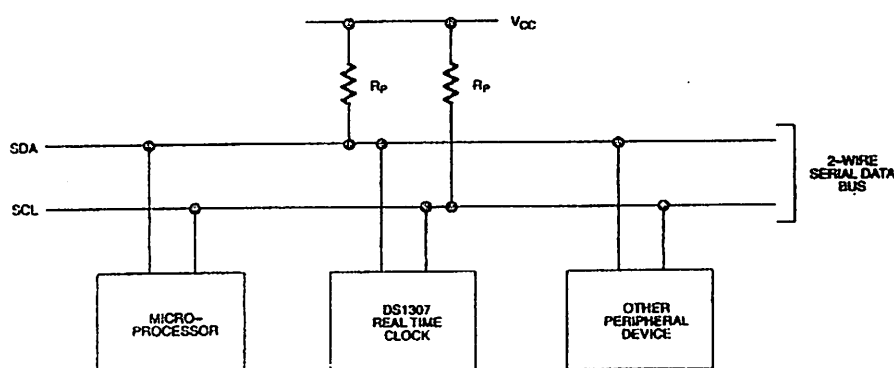 VCC
RP
RP
SDA
2-WIRE
SERIAL DATA
BUS
SCL
MICRO-
PROCESSOR
DS1307
REAL TIME
CLOCK
OTHER
PERIPHERAL
DEVICE